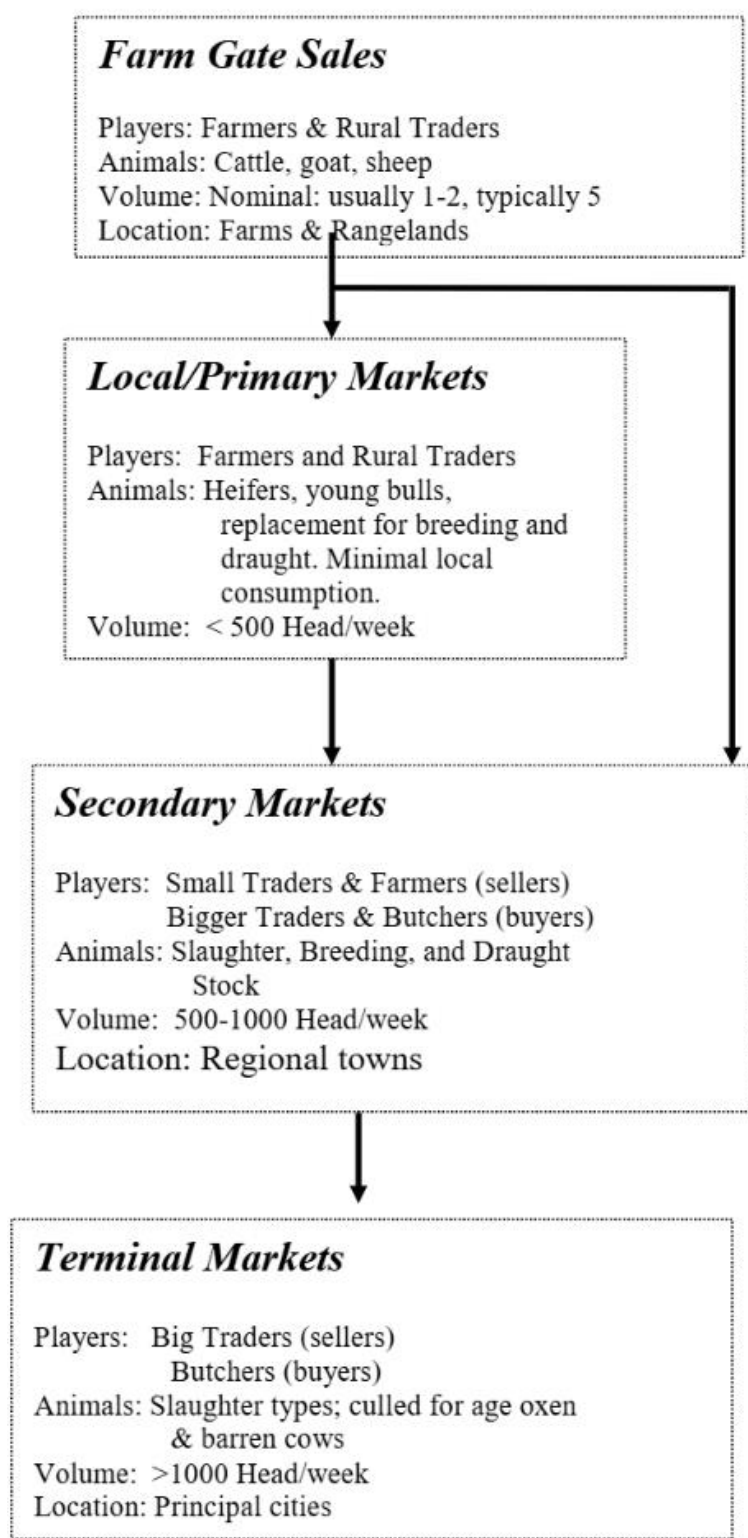 Farm Gate Sales
Players: Farmers & Rural Traders
Animals: Cattle, goat, sheep
Volume: Nominal: usually 1-2, typically 5
Location: Farms & Rangelands
Local/Primary Markets
Players: Farmers and Rural Traders
Animals: Heifers, young bulls,
replacement for breeding and
draught. Minimal local
consumption.
Volume: < 500 Head/week
Secondary Markets
Players: Small Traders & Farmers (sellers)
Bigger Traders & Butchers (buyers)
Animals: Slaughter, Breeding, and Draught
Stock
Volume: 500-1000 Head/week
Location: Regional towns
Terminal Markets
Players: Big Traders (sellers)
Butchers (buyers)
Animals: Slaughter types; culled for age oxen
& barren cows
Volume: >1000 Head/week
Location: Principal cities